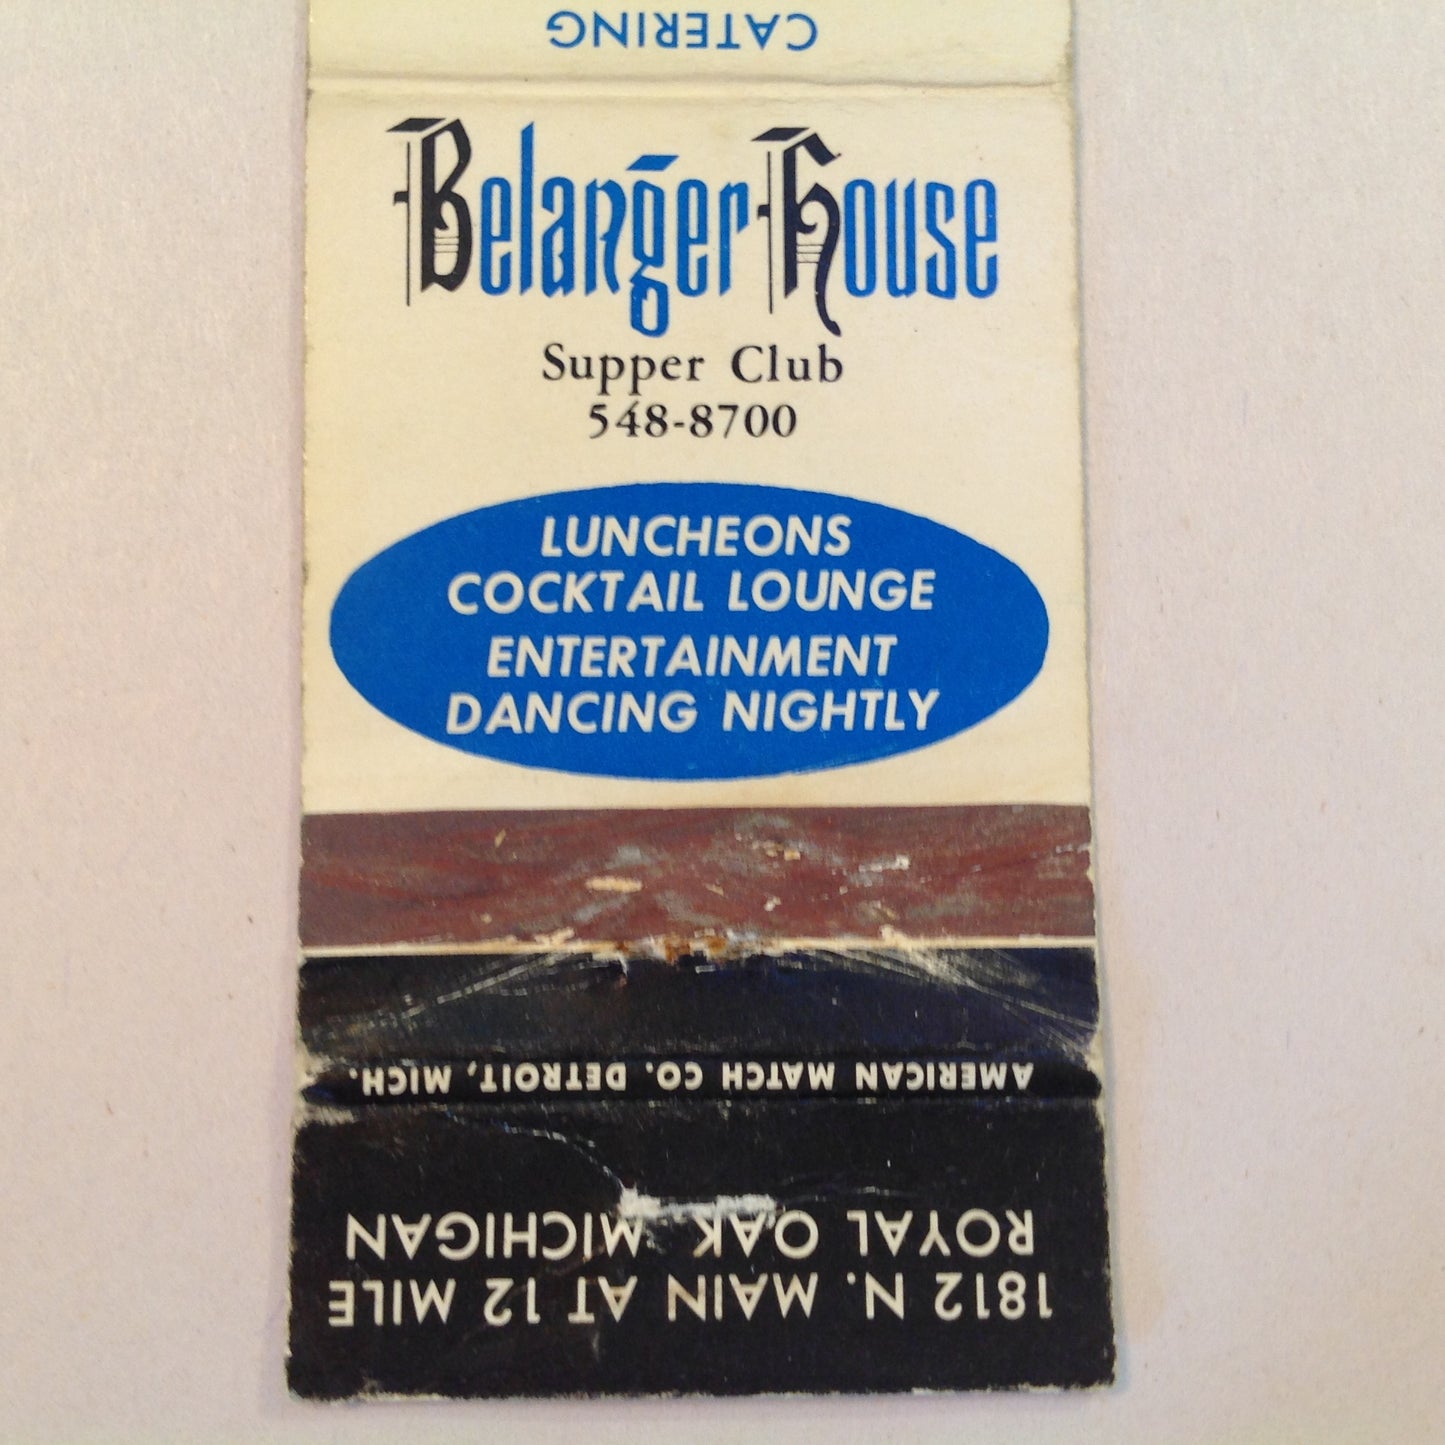 CATERING
Belanger House
Supper Club
548-8700
LUNCHEONS
COCKTAIL LOUNGE
ENTERTAINMENT
DANCING NIGHTLY
AMERICAN MATCH CO. DETROIT, MICH.
1812 N. MAIN AT 12 MILE
ROYAL OAK MICHIGAN